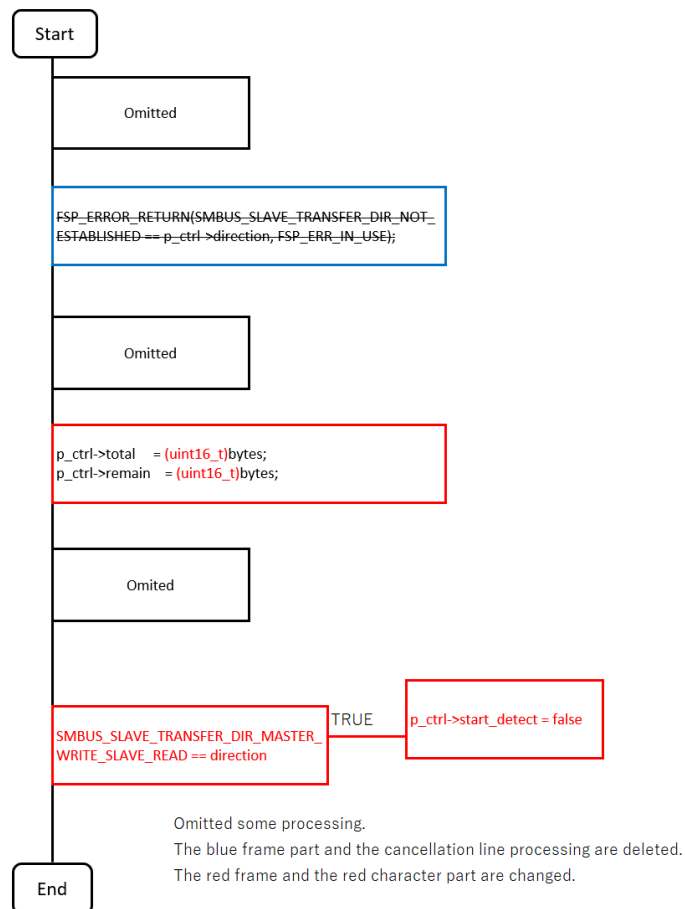 Start
Omitted
FSP_ERROR_RETURN(SMBUS_SLAVE_TRANSFER_DIR_NOT_
ESTABLISHED == p_ctrl->direction, FSP_ERR_IN_USE);
Omitted
p_ctrl->total = (uint16_t)bytes;
p_ctrl->remain = (uint16_t)bytes;
Omited
SMBUS_SLAVE_TRANSFER_DIR_MASTER_
WRITE_SLAVE_READ == direction
TRUE
p_ctrl->start_detect = false
Omitted some processing.
The blue frame part and the cancellation line processing are deleted.
The red frame and the red character part are changed.
End